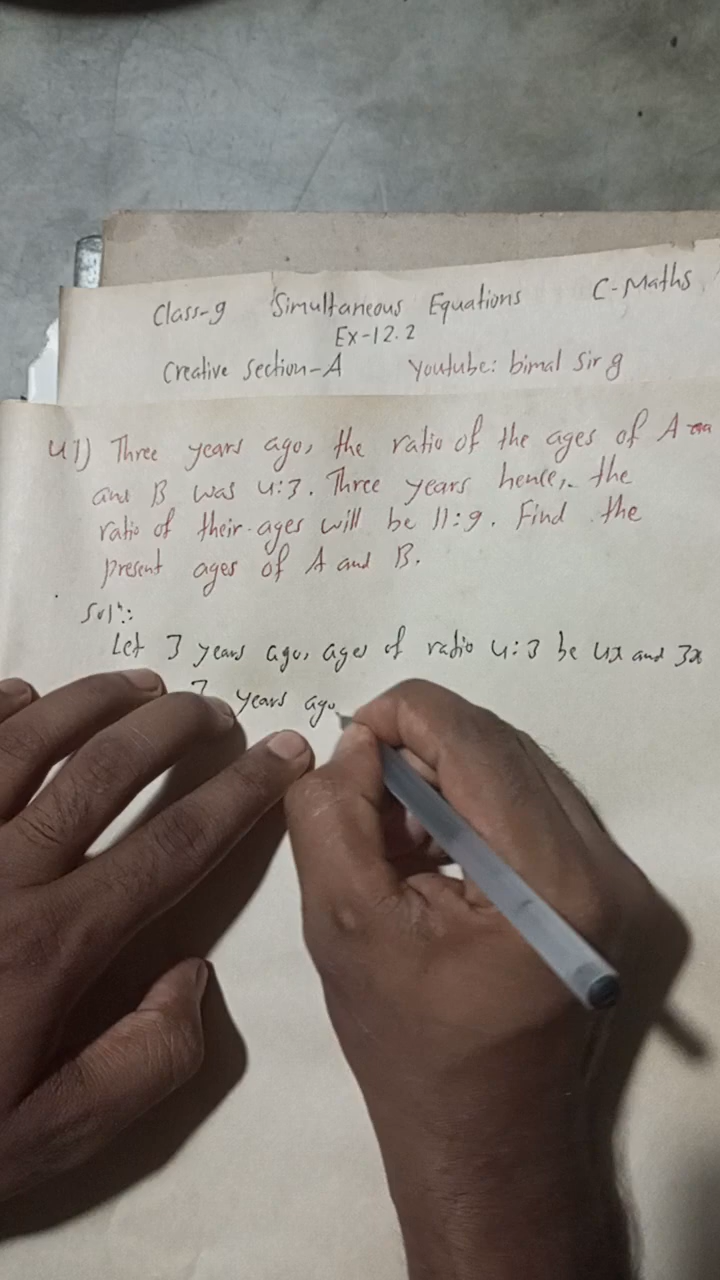 Class-9 Simultaneous Equations C-Maths
Ex-12.2
Creative Section-A Youtube: bimal Sir g
41) Three years ago, the ratio of the ages of A
and B was 4:3. Three years hence, the
ratio of their ages will be 11:9. Find the
present ages of A and B.
Solⁿ:
Let 3 years ago, ages of ratio 4:3 be 4x and 3x
3 years ago